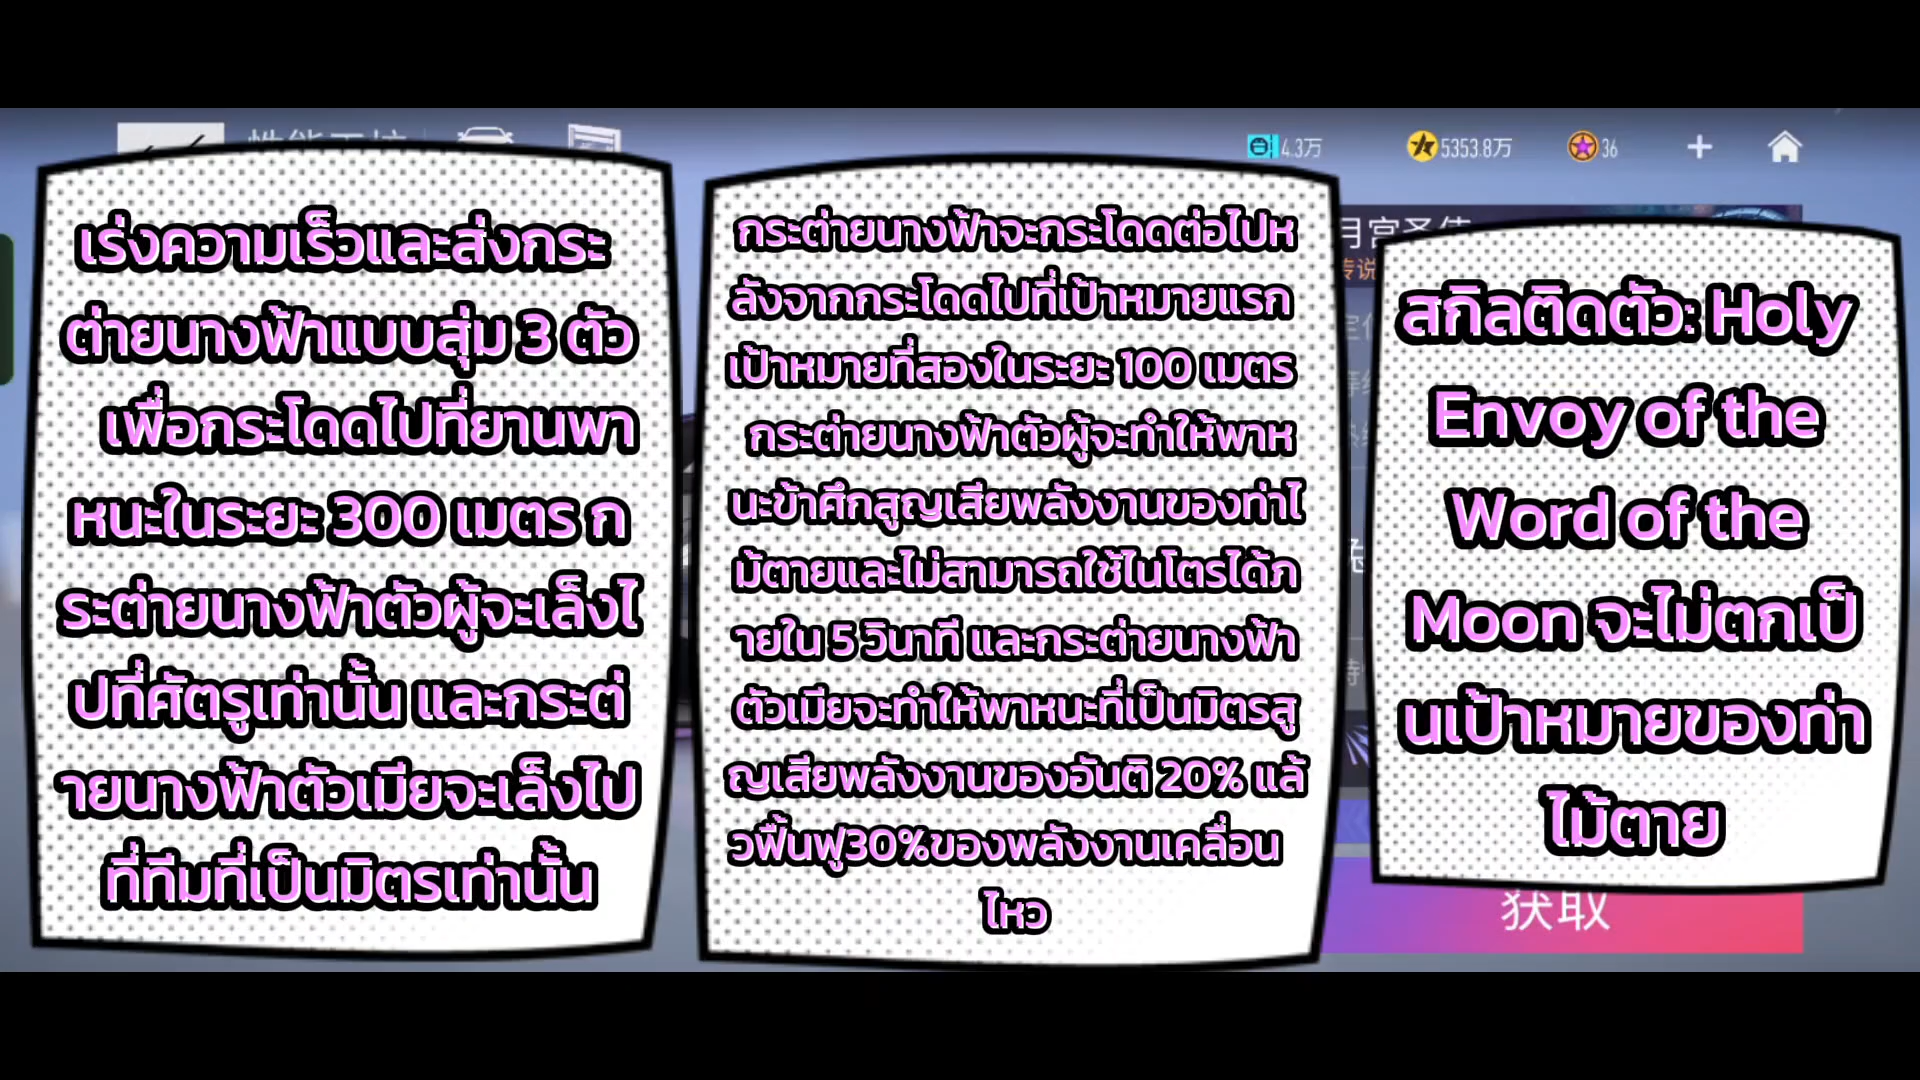 4.3万
5353.8万
36
月宫圣使
传说
เร่งความเร็วและส่งกระ
ต่ายนางฟ้าแบบสุ่ม 3 ตัว
เพื่อกระโดดไปที่ยานพา
หนะในระยะ 300 เมตร ก
ระต่ายนางฟ้าตัวผู้จะเล็งไ
ปที่ศัตรูเท่านั้น และกระต่
ายนางฟ้าตัวเมียจะเล็งไป
ที่ทีมที่เป็นมิตรเท่านั้น
กระต่ายนางฟ้าจะกระโดดต่อไปห
ลังจากกระโดดไปที่เป้าหมายแรก
เป้าหมายที่สองในระยะ 100 เมตร
กระต่ายนางฟ้าตัวผู้จะทำให้พาห
นะข้าศึกสูญเสียพลังงานของท่าไ
ม้ตายและไม่สามารถใช้ไนโตรได้ภ
ายใน 5 วินาที และกระต่ายนางฟ้า
ตัวเมียจะทำให้พาหนะที่เป็นมิตรสู
ญเสียพลังงานของอันติ 20% แล้
วฟื้นฟู30%ของพลังงานเคลื่อน
ไหว
สกิลติดตัว: Holy
Envoy of the
Word of the
Moon จะไม่ตกเป็
นเป้าหมายของท่า
ไม้ตาย
获取